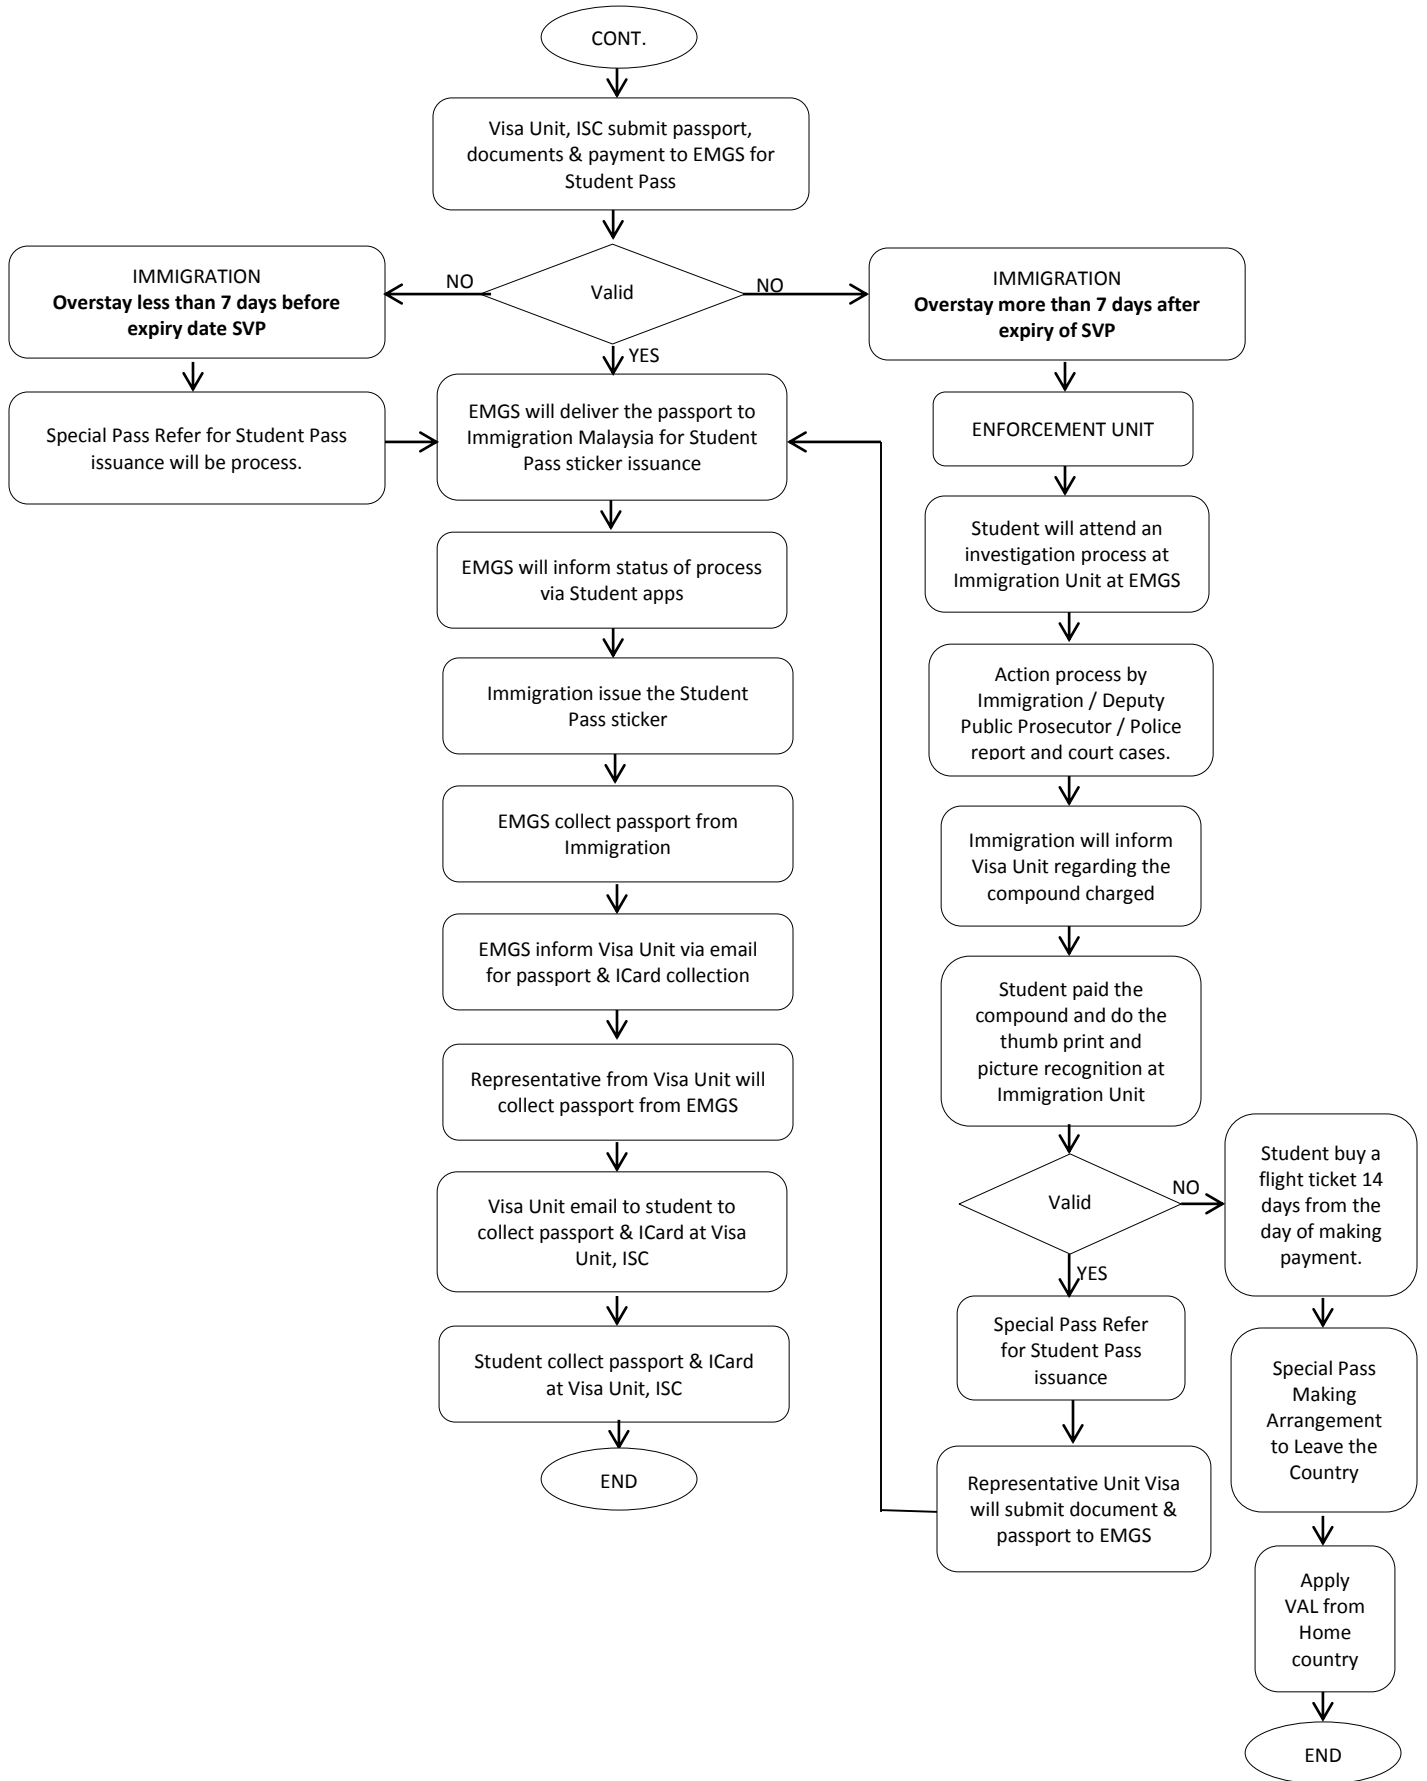 CONT.
Visa Unit, ISC submit passport,
documents & payment to EMGS for
Student Pass
IMMIGRATION
Overstay less than 7 days before
expiry date SVP
NO
Valid
NO
IMMIGRATION
Overstay more than 7 days after
expiry of SVP
YES
Special Pass Refer for Student Pass
issuance will be process.
EMGS will deliver the passport to
Immigration Malaysia for Student
Pass sticker issuance
ENFORCEMENT UNIT
EMGS will inform status of process
via Student apps
Student will attend an
investigation process at
Immigration Unit at EMGS
Immigration issue the Student
Pass sticker
Action process by
Immigration / Deputy
Public Prosecutor / Police
report and court cases.
EMGS collect passport from
Immigration
Immigration will inform
Visa Unit regarding the
compound charged
EMGS inform Visa Unit via email
for passport & ICard collection
Student paid the
compound and do the
thumb print and
picture recognition at
Immigration Unit
Representative from Visa Unit will
collect passport from EMGS
Visa Unit email to student to
collect passport & ICard at Visa
Unit, ISC
Valid
NO
Student buy a
flight ticket 14
days from the
day of making
payment.
YES
Student collect passport & ICard
at Visa Unit, ISC
Special Pass Refer
for Student Pass
issuance
Special Pass
Making
Arrangement
to Leave the
Country
END
Representative Unit Visa
will submit document &
passport to EMGS
Apply
VAL from
Home
country
END